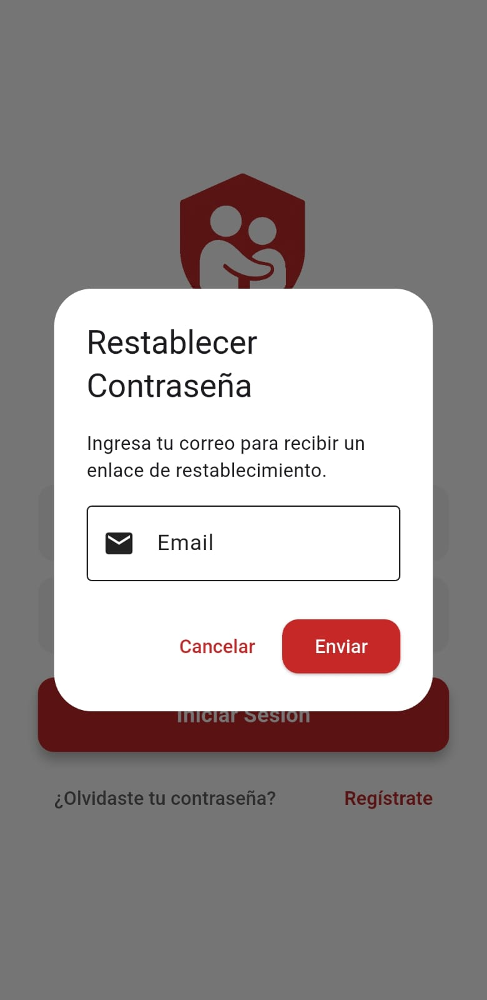 Restablecer
Contraseña
Ingresa tu correo para recibir un
enlace de restablecimiento.
Email
Cancelar
Enviar
Iniciar Sesión
¿Olvidaste tu contraseña?
Regístrate